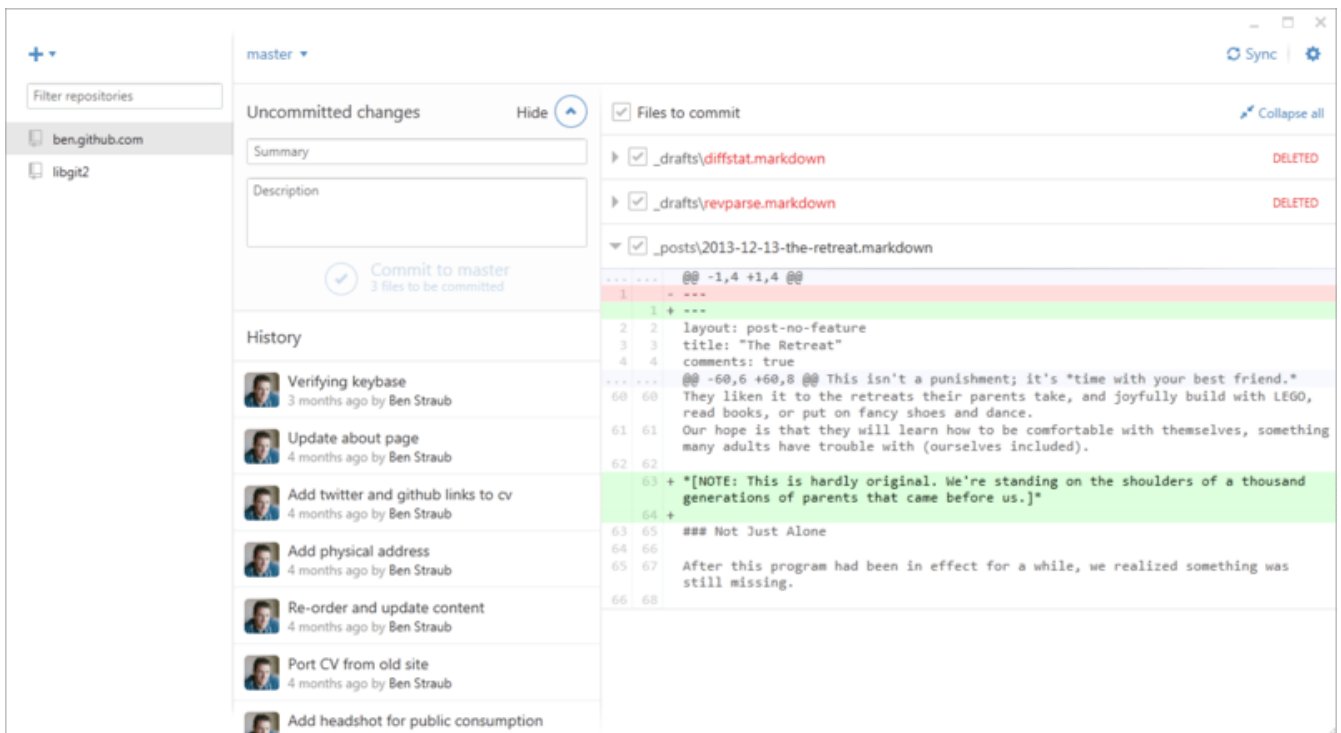 master
Sync
Filter repositories
ben.github.com
libgit2
Uncommitted changes
Hide
Summary
Description
Commit to master
3 files to be committed
History
Verifying keybase
3 months ago by Ben Straub
Update about page
4 months ago by Ben Straub
Add twitter and github links to cv
4 months ago by Ben Straub
Add physical address
4 months ago by Ben Straub
Re-order and update content
4 months ago by Ben Straub
Port CV from old site
4 months ago by Ben Straub
Add headshot for public consumption
Files to commit
Collapse all
_drafts\diffstat.markdown DELETED
_drafts\revparse.markdown DELETED
_posts\2013-12-13-the-retreat.markdown
... ... @@ -1,4 +1,4 @@
1 - ---
1 + ---
2 2 layout: post-no-feature
3 3 title: "The Retreat"
4 4 comments: true
... ... @@ -60,6 +60,8 @@ This isn't a punishment; it's *time with your best friend.*
60 60 They liken it to the retreats their parents take, and joyfully build with LEGO,
read books, or put on fancy shoes and dance.
61 61 Our hope is that they will learn how to be comfortable with themselves, something
many adults have trouble with (ourselves included).
62 62
63 + *[NOTE: This is hardly original. We're standing on the shoulders of a thousand
generations of parents that came before us.]*
64 +
63 65 ### Not Just Alone
64 66
65 67 After this program had been in effect for a while, we realized something was
still missing.
66 68